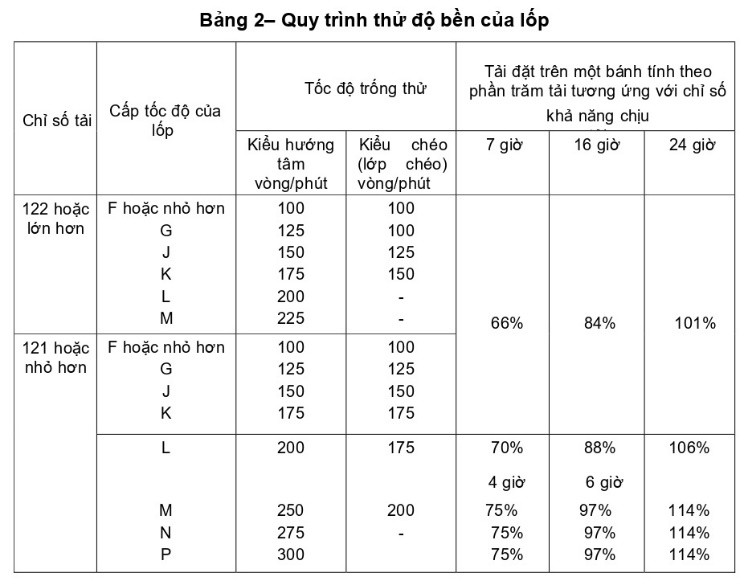 Bảng 2– Quy trình thử độ bền của lốp
Chỉ số tải
Cấp tốc độ của
lốp
Tốc độ trống thử
Tải đặt trên một bánh tính theo
phần trăm tải tương ứng với chỉ số
khả năng chịu
Kiểu hướng
tâm
vòng/phút
Kiểu chéo
(lớp chéo)
vòng/phút
7 giờ
16 giờ
24 giờ
122 hoặc
lớn hơn
F hoặc nhỏ hơn 100 100
G 125 100
J 150 125
K 175 150
L 200 -
M 225 -
66% 84% 101%
121 hoặc
nhỏ hơn
F hoặc nhỏ hơn 100 100
G 125 125
J 150 150
K 175 175
L 200 175 70% 88% 106%
4 giờ 6 giờ
M 250 200 75% 97% 114%
N 275 - 75% 97% 114%
P 300 75% 97% 114%